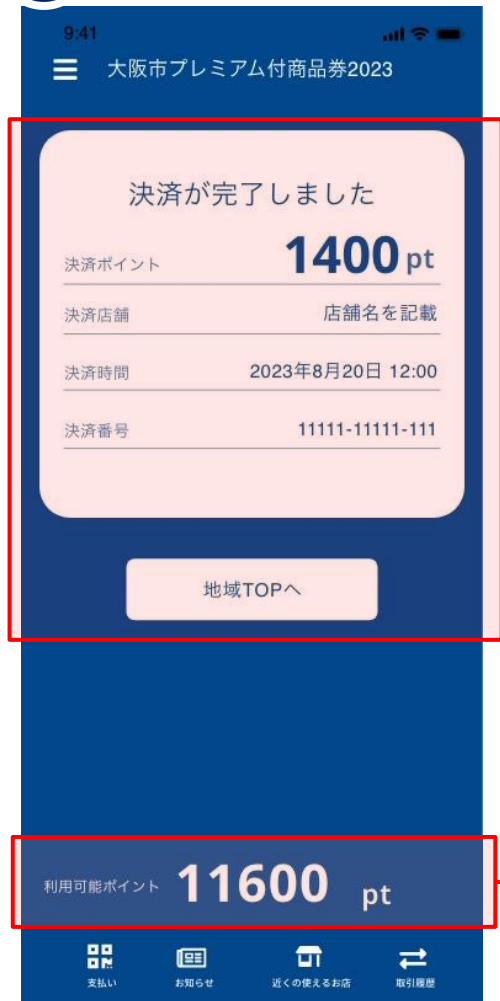 9:41
大阪市プレミアム付商品券2023
決済が完了しました
決済ポイント 1400 pt
決済店舗 店舗名を記載
決済時間 2023年8月20日 12:00
決済番号 11111-11111-111
地域TOPへ
利用可能ポイント 11600 pt
支払い お知らせ 近くの使えるお店 取引履歴